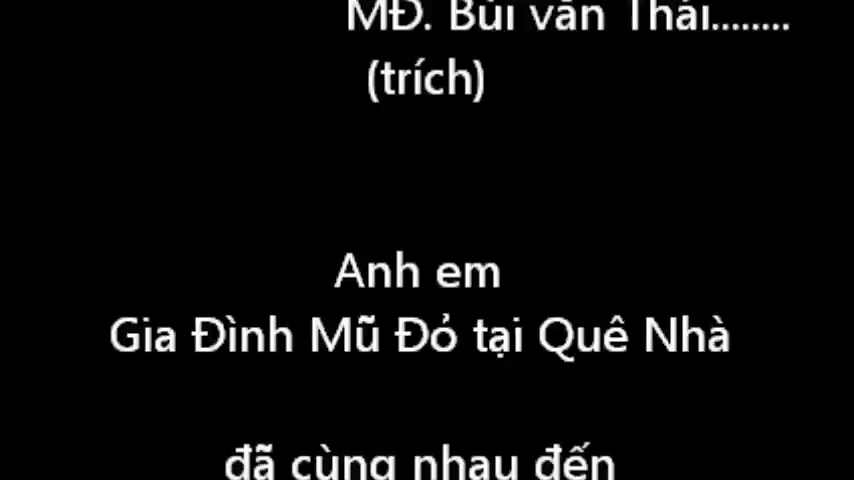 MĐ. Bùi văn Thái........
(trích)
Anh em
Gia Đình Mũ Đỏ tại Quê Nhà
đã cùng nhau đến